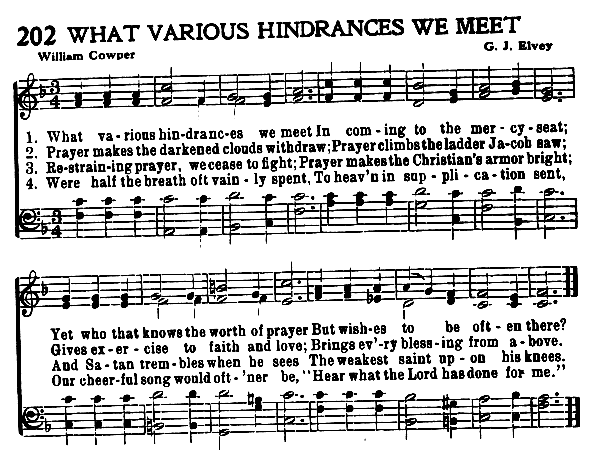 202 WHAT VARIOUS HINDRANCES WE MEET
William Cowper
G. J. Elvey
3 4
1. What va-rious hin-dranc-es we meet In com-ing to the mer-cy-seat;
2. Prayer makes the darkened clouds withdraw; Prayer climbs the ladder Ja-cob saw;
3. Re-strain-ing prayer, we cease to fight; Prayer makes the Christian's armor bright;
4. Were half the breath oft vain-ly spent, To heav'n in sup-pli-ca-tion sent,
3 4
Yet who that knows the worth of prayer But wish-es to be oft-en there?
Gives ex-er-cise to faith and love; Brings ev'-ry bless-ing from a-bove.
And Sa-tan trem-bles when he sees The weakest saint up-on his knees.
Our cheer-ful song would oft-'ner be, "Hear what the Lord has done for me."